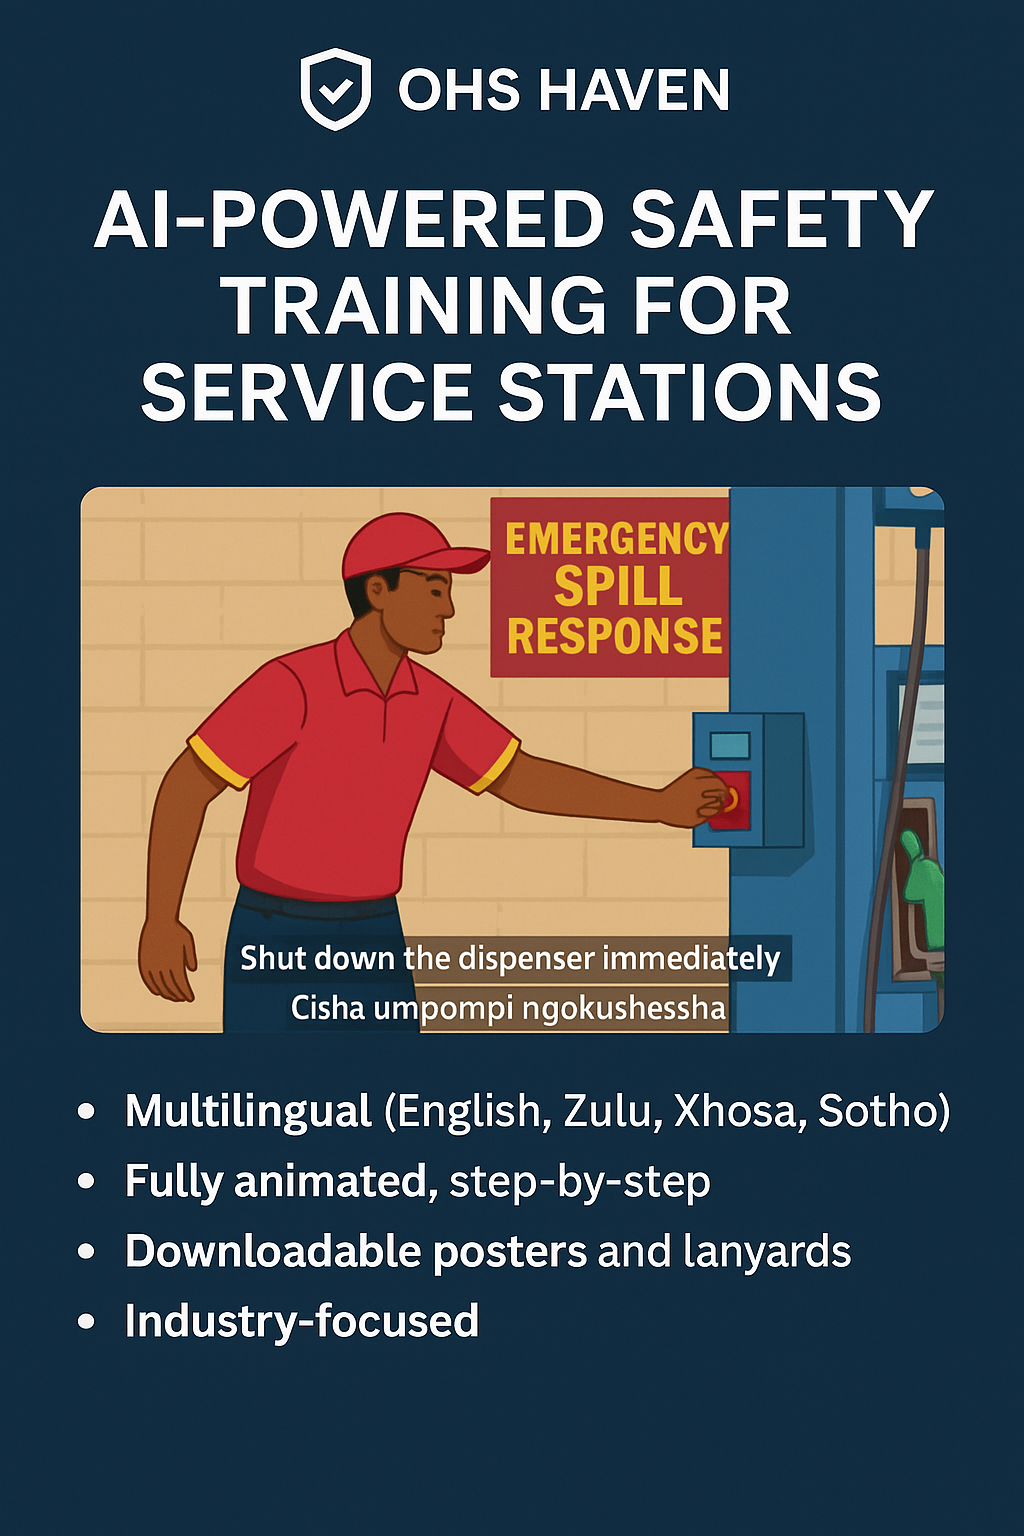 OHS HAVEN
AI-POWERED SAFETY
TRAINING FOR
SERVICE STATIONS
EMERGENCY
SPILL
RESPONSE
Shut down the dispenser immediately
Cisha umpompi ngokushessha
• Multilingual (English, Zulu, Xhosa, Sotho)
• Fully animated, step-by-step
• Downloadable posters and lanyards
• Industry-focused